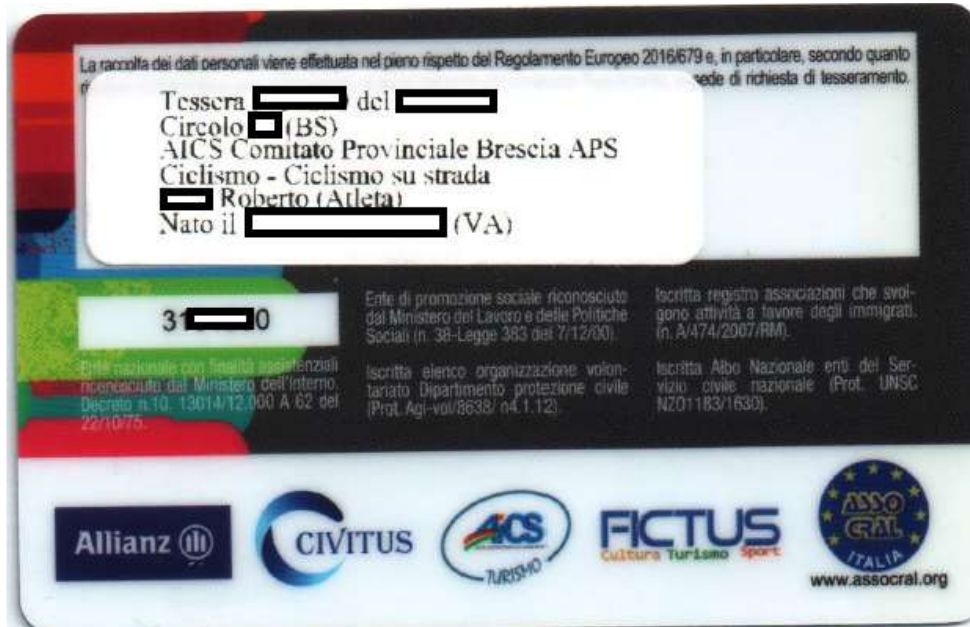 La raccolta dei dati personali viene effettuata nel pieno rispetto del Regolamento Europeo 2016/679 e, in particolare, secondo quanto
sede di richiesta di tesseramento.
Tessera del
Circolo (BS)
AICS Comitato Provinciale Brescia APS
Ciclismo - Ciclismo su strada
Roberto (Atleta)
Nato il (VA)
31 0
Ente nazionale con finalità assistenziali
riconosciuto dal Ministero dell'Interno,
Decreto n.10. 13014/12.000 A 62 del
22/10/75.
Ente di promozione sociale riconosciuto
dal Ministero del Lavoro e delle Politiche
Sociali (n. 38-Legge 383 del 7/12/00).
Iscritta elenco organizzazione volon-
tariato Dipartimento protezione civile
(Prot. Agi-vol/8638/ n4.1.12).
Iscritta registro associazioni che svol-
gono attività a favore degli immigrati.
(n. A/474/2007/RM).
Iscritta Albo Nazionale enti del Ser-
vizio civile nazionale (Prot. UNSC
NZ01183/1630).
Allianz
CIVITUS
AiCS
TURISMO
FICTUS
Cultura Turismo Sport
ASSO
CRAL
ITALIA
www.assocral.org